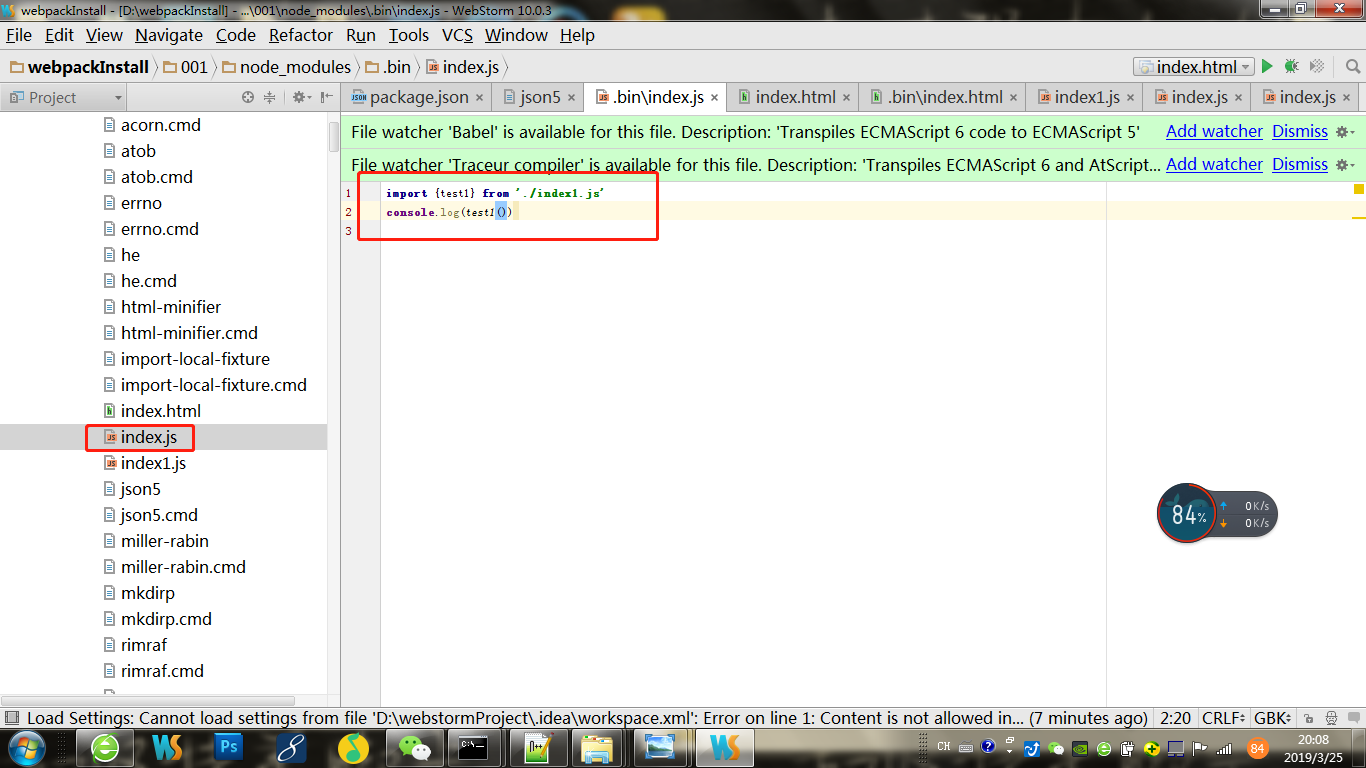 webpackInstall - [D:\webpackInstall] - ...\001\node_modules\.bin\index.js - WebStorm 10.0.3
File Edit View Navigate Code Refactor Run Tools VCS Window Help
webpackInstall 001 node_modules .bin index.js index.html
Project package.json json5 .bin\index.js index.html .bin\index.html index1.js index.js index.js
File watcher 'Babel' is available for this file. Description: 'Transpiles ECMAScript 6 code to ECMAScript 5' Add watcher Dismiss
File watcher 'Traceur compiler' is available for this file. Description: 'Transpiles ECMAScript 6 and AtScript... Add watcher Dismiss
1 import {test1} from './index1.js'
2 console.log(test1())
3
acorn.cmd
atob
atob.cmd
errno
errno.cmd
he
he.cmd
html-minifier
html-minifier.cmd
import-local-fixture
import-local-fixture.cmd
index.html
index.js
index1.js
json5
json5.cmd
miller-rabin
miller-rabin.cmd
mkdirp
mkdirp.cmd
rimraf
rimraf.cmd
84%
0K/s
0K/s
Load Settings: Cannot load settings from file 'D:\webstormProject\.idea\workspace.xml': Error on line 1: Content is not allowed in... (7 minutes ago) 2:20 CRLF GBK
Ps C:\ CH 84
20:08
2019/3/25